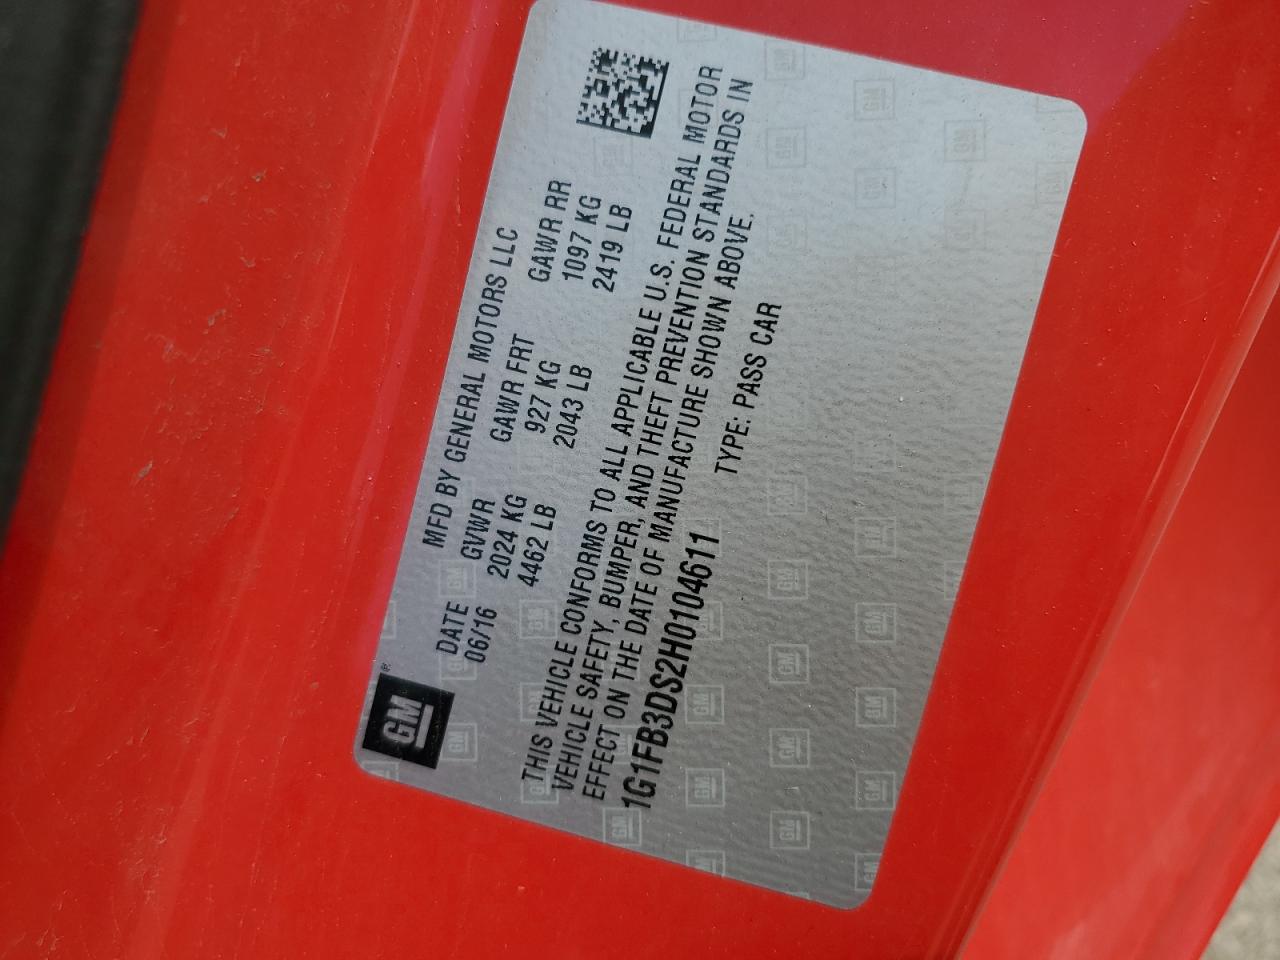 GM®
MFD BY GENERAL MOTORS LLC
DATE GVWR GAWR FRT GAWR RR
06/16 2024 KG 927 KG 1097 KG
4462 LB 2043 LB 2419 LB
THIS VEHICLE CONFORMS TO ALL APPLICABLE U.S. FEDERAL MOTOR
VEHICLE SAFETY, BUMPER, AND THEFT PREVENTION STANDARDS IN
EFFECT ON THE DATE OF MANUFACTURE SHOWN ABOVE.
1G1FB3DS2H0104611 TYPE: PASS CAR